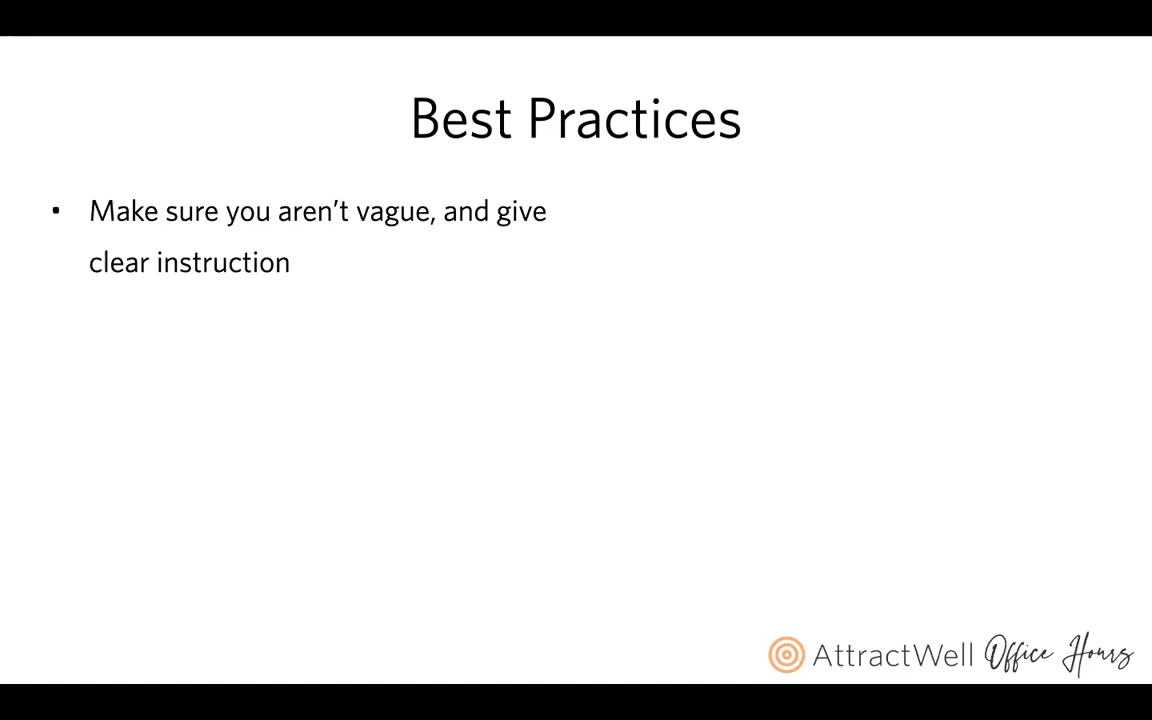 Best Practices
• Make sure you aren’t vague, and give
clear instruction
AttractWell Office Hours